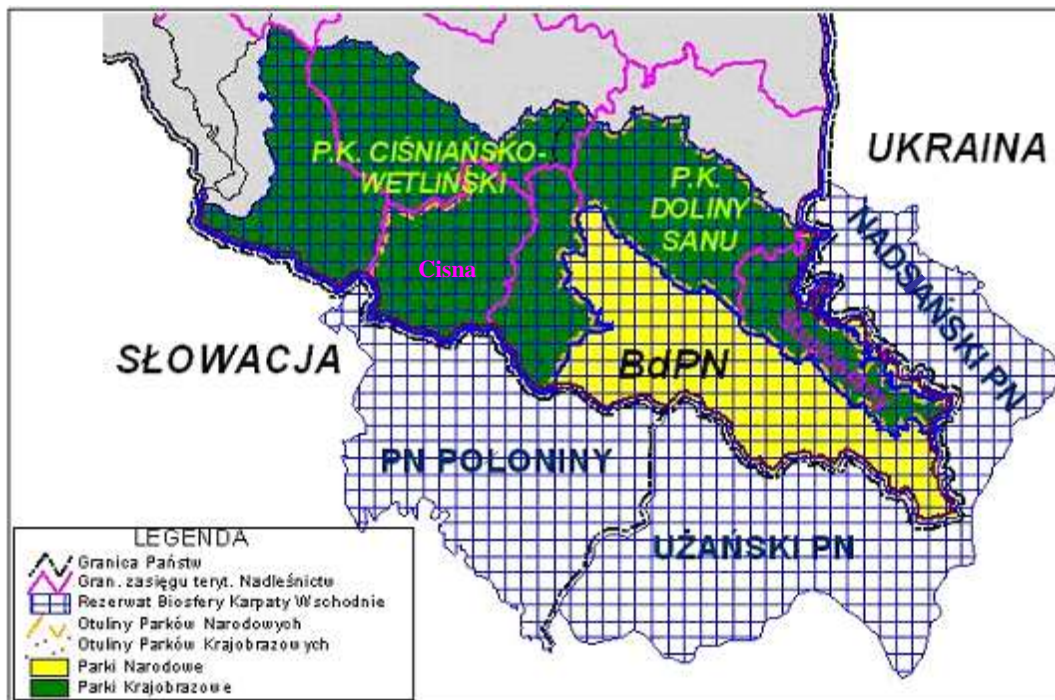 P.K. CIŚNIAŃSKO-
WETLIŃSKI
UKRAINA
P.K.
DOLINY
SANU
NADSIAŃSKI PN
Cisna
SŁOWACJA
BdPN
PN POŁONINY
UŻAŃSKI PN
LEGENDA
Granica Państw
Gran. zasięgu teryt. Nadleśnictw
Rezerwat Biosfery Karpaty Wschodnie
Otuliny Parków Narodowych
Otuliny Parków Krajobrazowych
Parki Narodowe
Parki Krajobrazowe